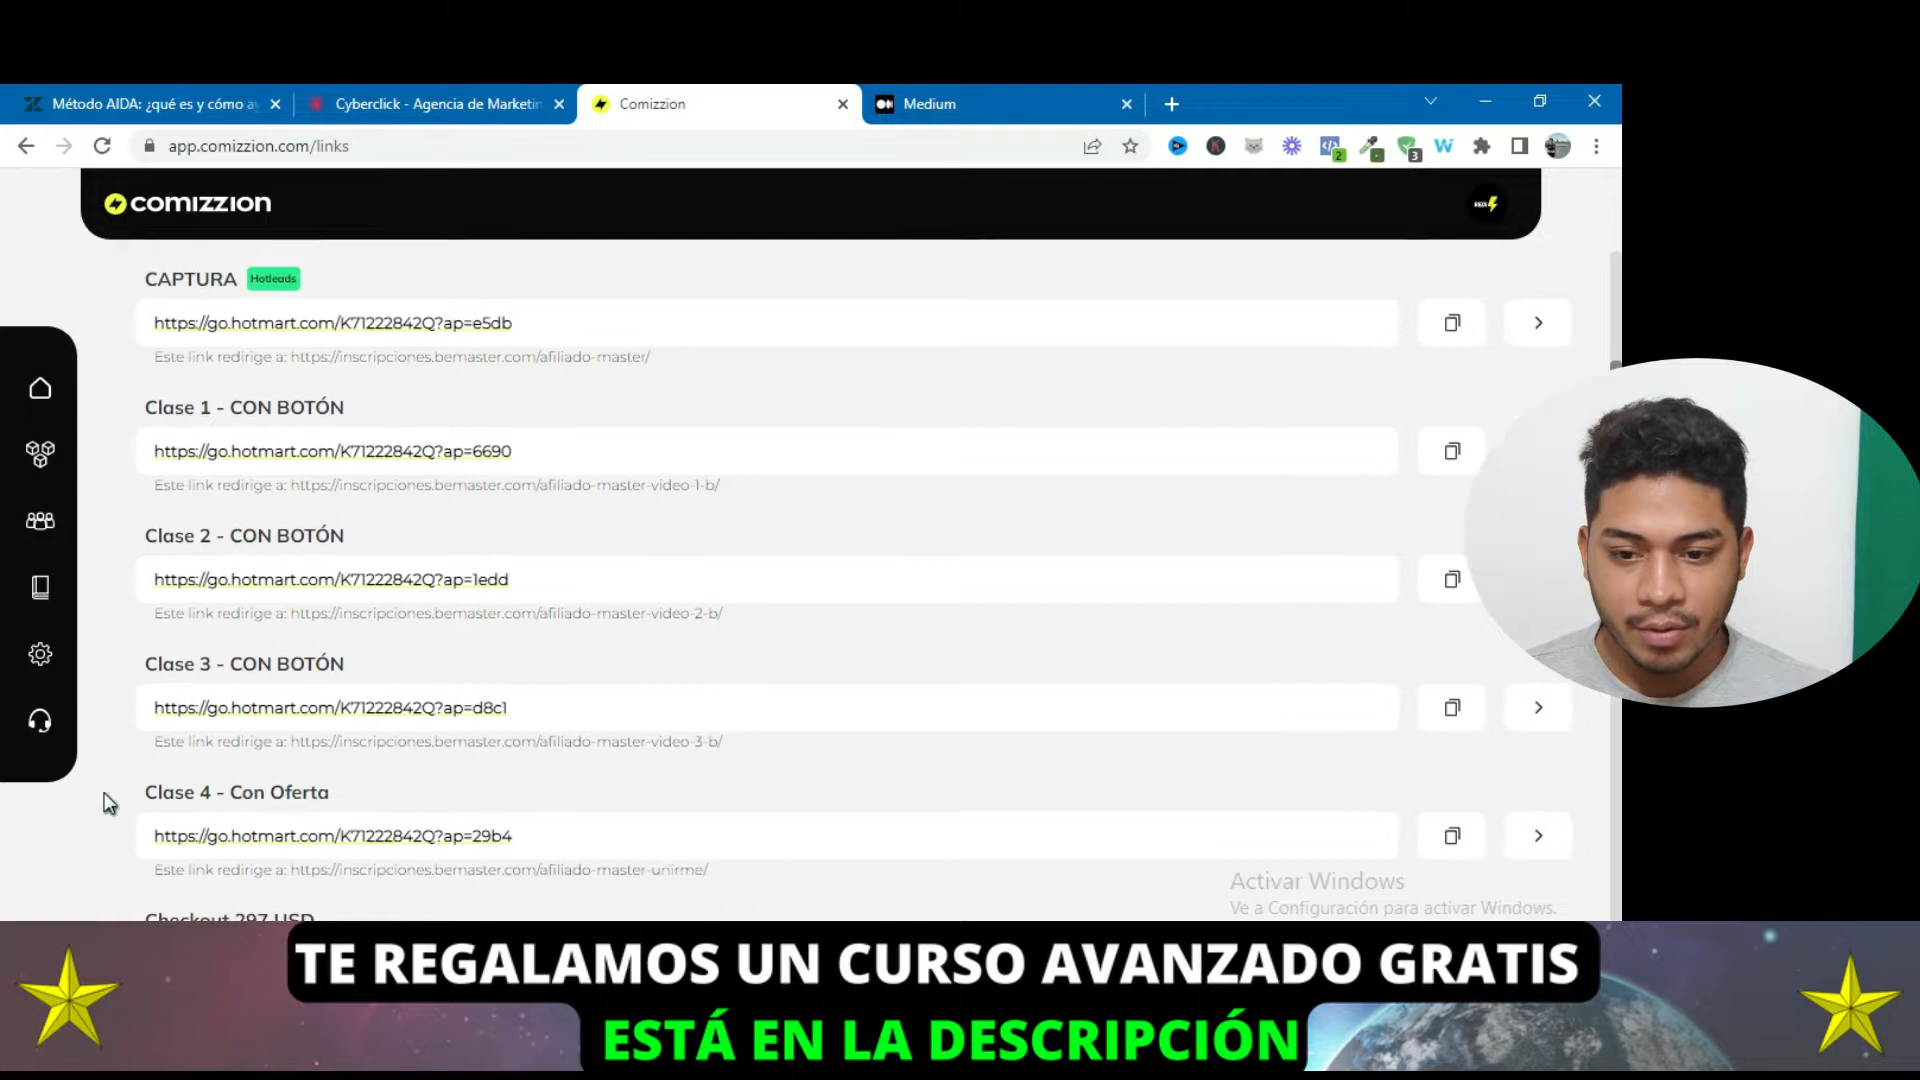 Método AIDA: ¿qué es y cómo ay
Cyberclick - Agencia de Marketin
Comizzion
Medium
app.comizzion.com/links
2
3
comizzion
CAPTURA
Hotleads
https://go.hotmart.com/K71222842Q?ap=e5db
Este link redirige a: https://inscripciones.bemaster.com/afiliado-master/
Clase 1 - CON BOTÓN
https://go.hotmart.com/K71222842Q?ap=6690
Este link redirige a: https://inscripciones.bemaster.com/afiliado-master-video-1-b/
Clase 2 - CON BOTÓN
https://go.hotmart.com/K71222842Q?ap=1edd
Este link redirige a: https://inscripciones.bemaster.com/afiliado-master-video-2-b/
Clase 3 - CON BOTÓN
https://go.hotmart.com/K71222842Q?ap=d8c1
Este link redirige a: https://inscripciones.bemaster.com/afiliado-master-video-3-b/
Clase 4 - Con Oferta
https://go.hotmart.com/K71222842Q?ap=29b4
Este link redirige a: https://inscripciones.bemaster.com/afiliado-master-unirme/
Checkout 297 USD
Activar Windows
Ve a Configuración para activar Windows.
TE REGALAMOS UN CURSO AVANZADO GRATIS
ESTÁ EN LA DESCRIPCIÓN